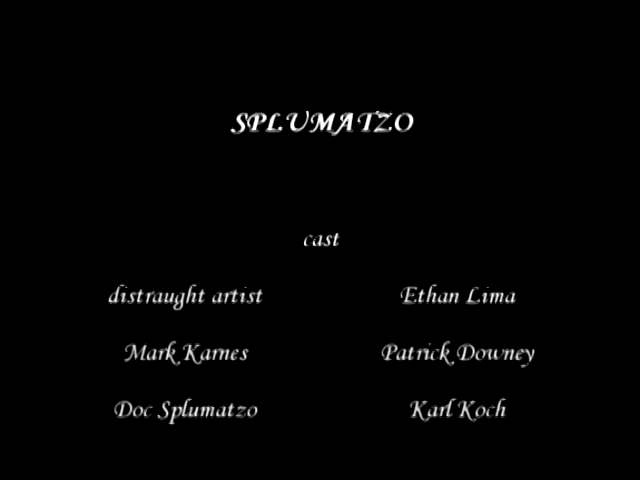 SPLUMATZO
cast
distraught artist Ethan Lima
Mark Karnes Patrick Downey
Doc Splumatzo Karl Koch